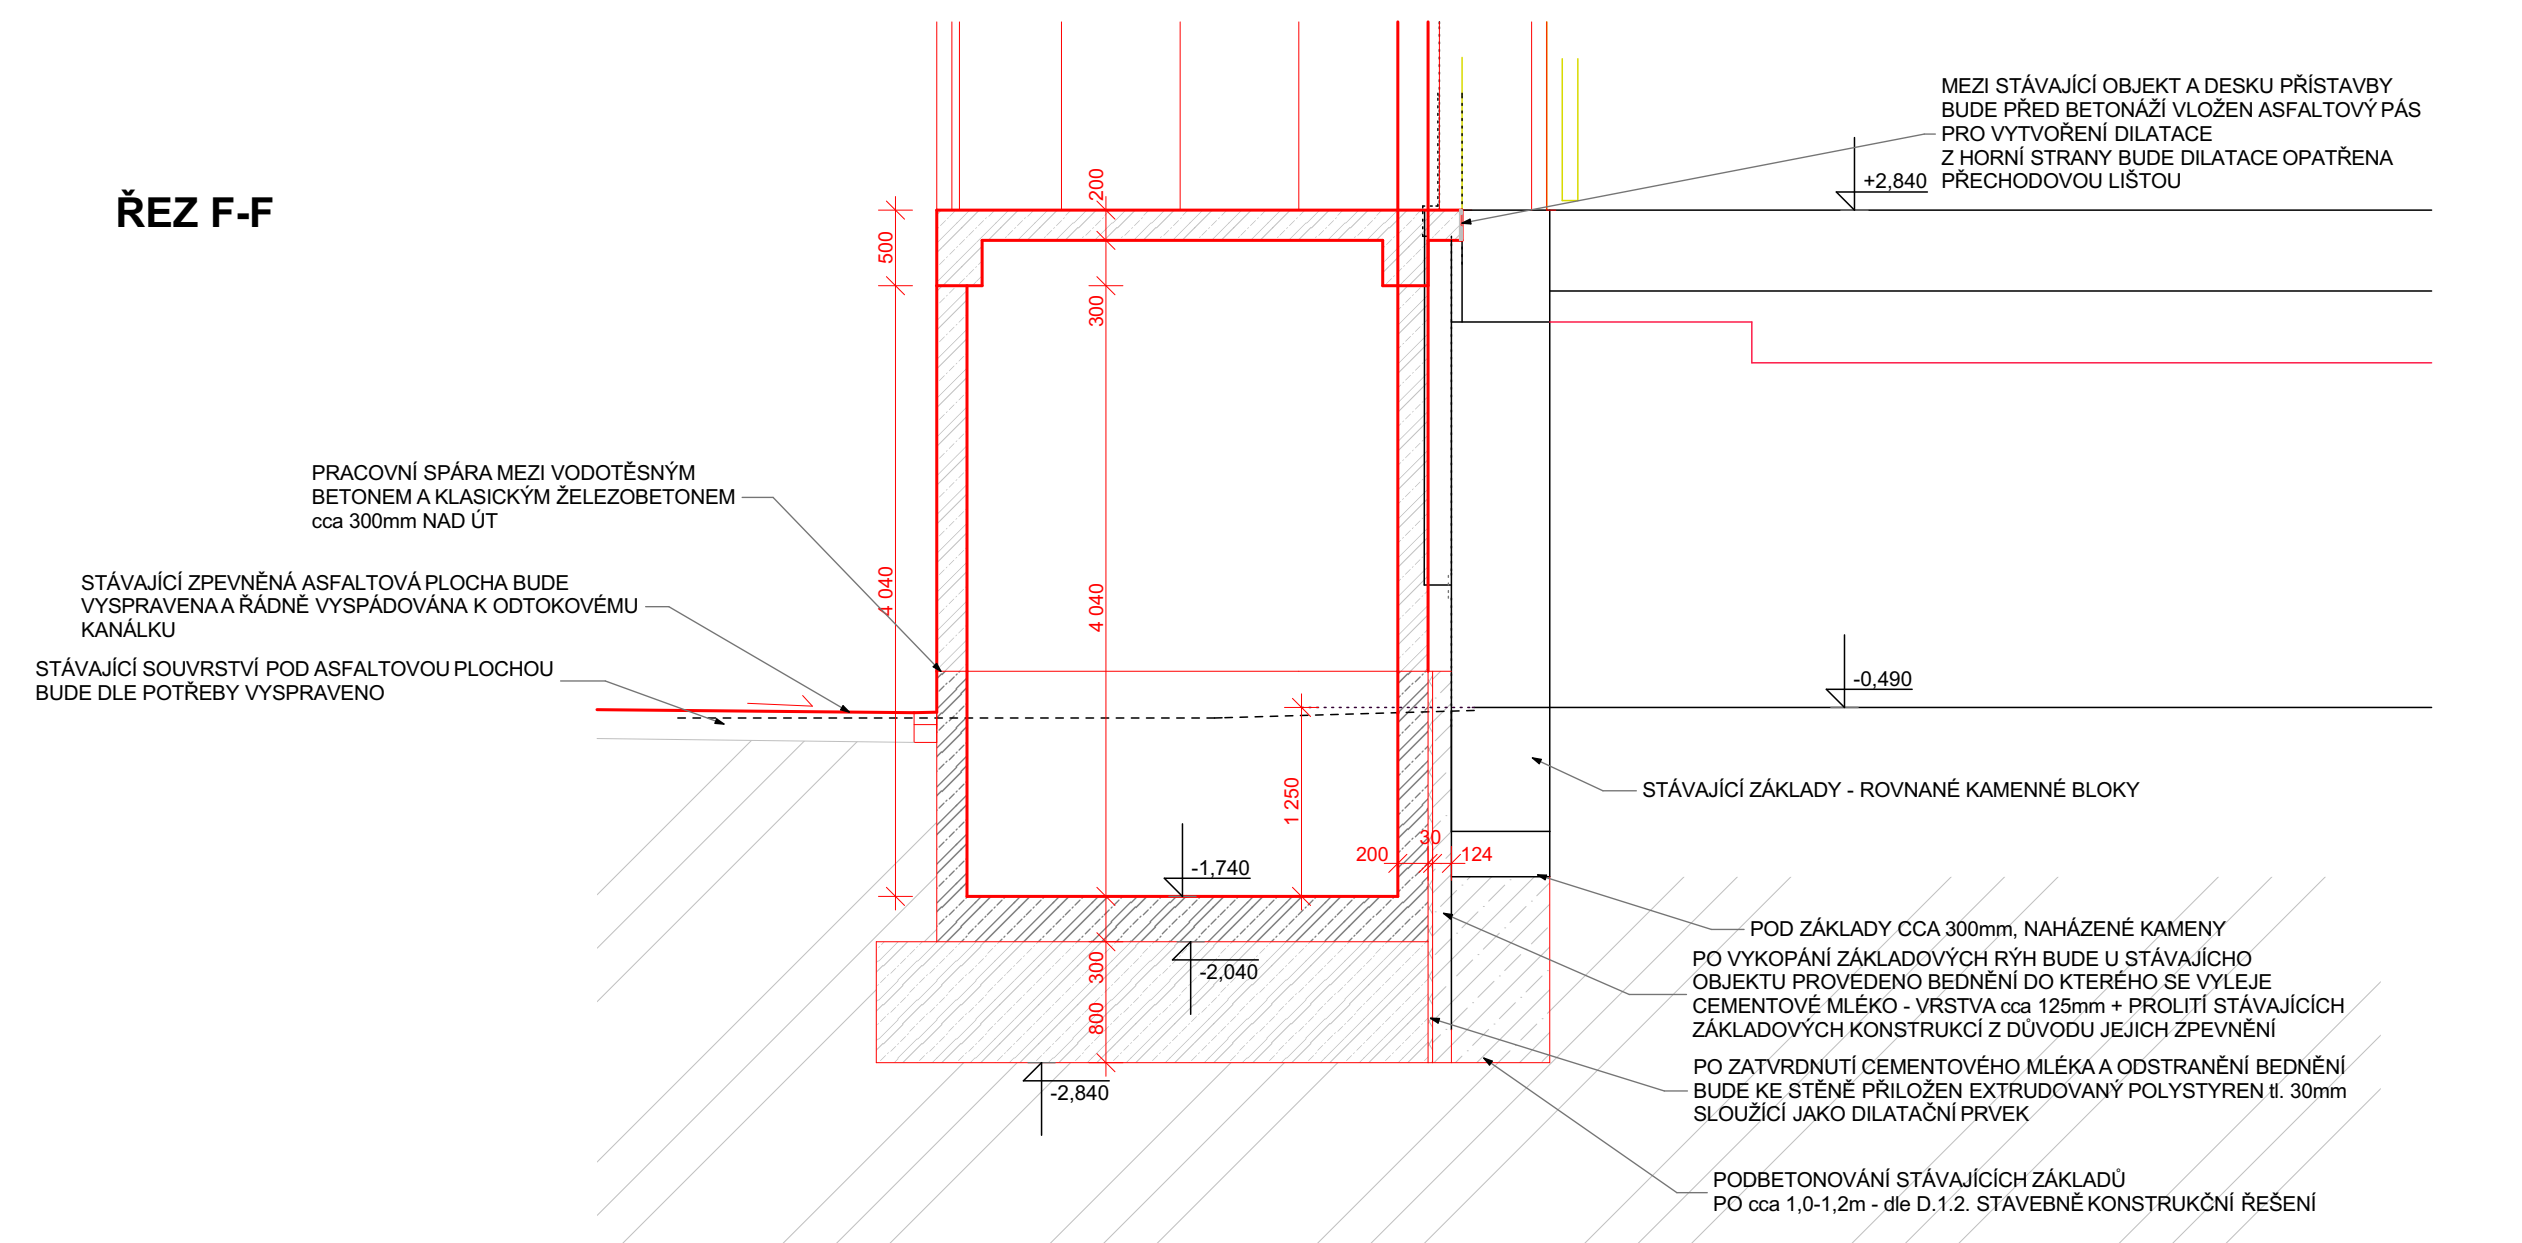 ŘEZ F-F
MEZI STÁVAJÍCÍ OBJEKT A DESKU PŘÍSTAVBY
BUDE PŘED BETONÁŽÍ VLOŽEN ASFALTOVÝ PÁS
PRO VYTVOŘENÍ DILATACE
Z HORNÍ STRANY BUDE DILATACE OPATŘENA
PŘECHODOVOU LIŠTOU
+2,840
200
500
300
PRACOVNÍ SPÁRA MEZI VODOTĚSNÝM
BETONEM A KLASICKÝM ŽELEZOBETONEM
cca 300mm NAD ÚT
STÁVAJÍCÍ ZPEVNĚNÁ ASFALTOVÁ PLOCHA BUDE
VYSPRAVENA A ŘÁDNĚ VYSPÁDOVÁNA K ODTOKOVÉMU
KANÁLKU
4 040
4 040
STÁVAJÍCÍ SOUVRSTVÍ POD ASFALTOVOU PLOCHOU
BUDE DLE POTŘEBY VYSPRAVENO
-0,490
STÁVAJÍCÍ ZÁKLADY - ROVNANÉ KAMENNÉ BLOKY
1 250
30
200
124
-1,740
POD ZÁKLADY CCA 300mm, NAHÁZENÉ KAMENY
PO VYKOPÁNÍ ZÁKLADOVÝCH RÝH BUDE U STÁVAJÍCHO
OBJEKTU PROVEDENO BEDNĚNÍ DO KTERÉHO SE VYLEJE
CEMENTOVÉ MLÉKO - VRSTVA cca 125mm + PROLITÍ STÁVAJÍCÍCH
ZÁKLADOVÝCH KONSTRUKCÍ Z DŮVODU JEJICH ZPEVNĚNÍ
300
-2,040
800
PO ZATVRDNUTÍ CEMENTOVÉHO MLÉKA A ODSTRANĚNÍ BEDNĚNÍ
BUDE KE STĚNĚ PŘILOŽEN EXTRUDOVANÝ POLYSTYREN tl. 30mm
SLOUŽÍCÍ JAKO DILATAČNÍ PRVEK
-2,840
PODBETONOVÁNÍ STÁVAJÍCÍCH ZÁKLADŮ
PO cca 1,0-1,2m - dle D.1.2. STAVEBNĚ KONSTRUKČNÍ ŘEŠENÍ